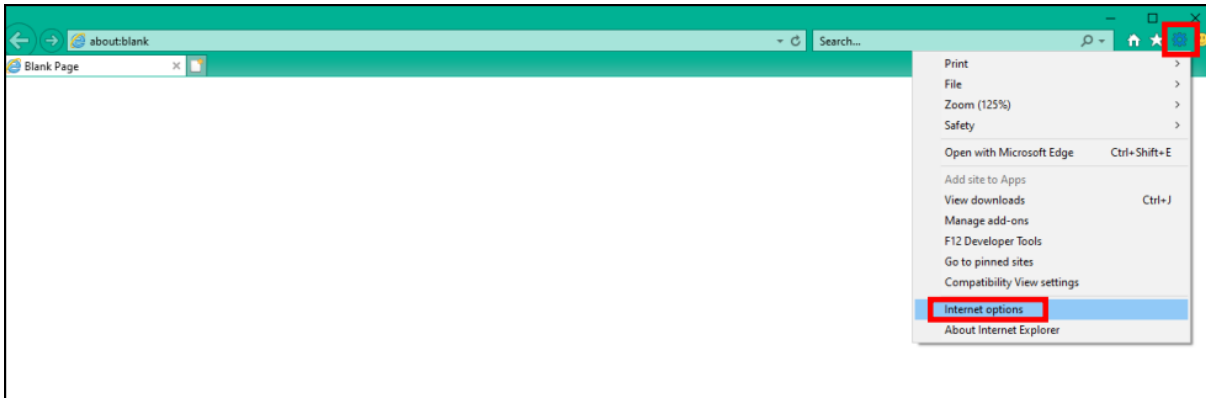 about:blank
Search...
Blank Page
Print
File
Zoom (125%)
Safety
Open with Microsoft Edge Ctrl+Shift+E
Add site to Apps
View downloads Ctrl+J
Manage add-ons
F12 Developer Tools
Go to pinned sites
Compatibility View settings
Internet options
About Internet Explorer